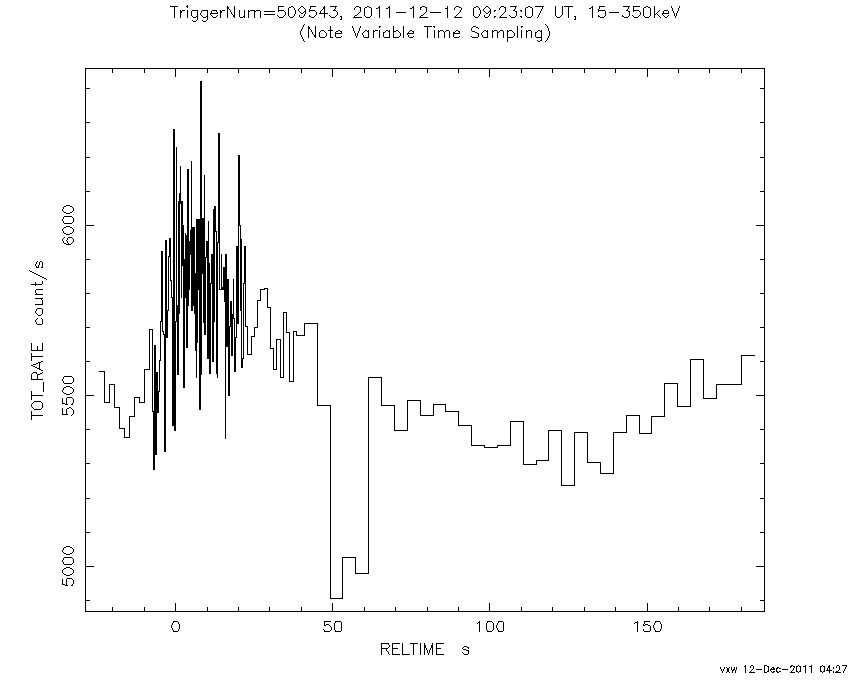 TriggerNum=509543, 2011-12-12 09:23:07 UT, 15-350keV
(Note Variable Time Sampling)
6000
5500
5000
TOT_RATE count/s
0 50 100 150
RELTIME s
vxw 12-Dec-2011 04:27